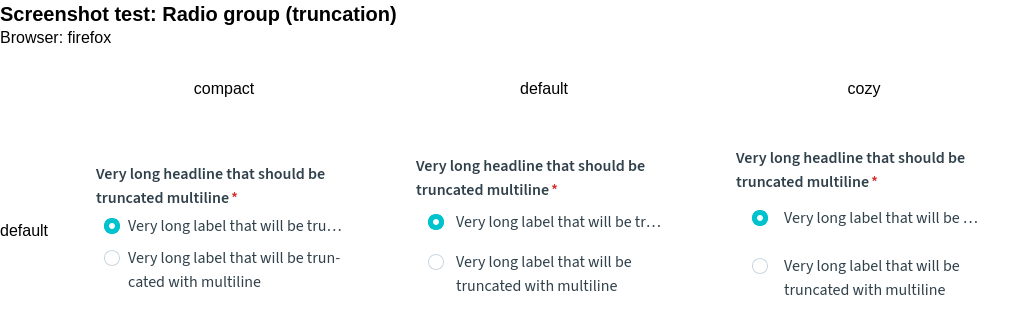 Screenshot test: Radio group (truncation)
Browser: firefox
compact
default
cozy
default
Very long headline that should be
truncated multiline *
Very long label that will be tru…
Very long label that will be trun-
cated with multiline
Very long headline that should be
truncated multiline *
Very long label that will be tr…
Very long label that will be
truncated with multiline
Very long headline that should be
truncated multiline *
Very long label that will be …
Very long label that will be
truncated with multiline